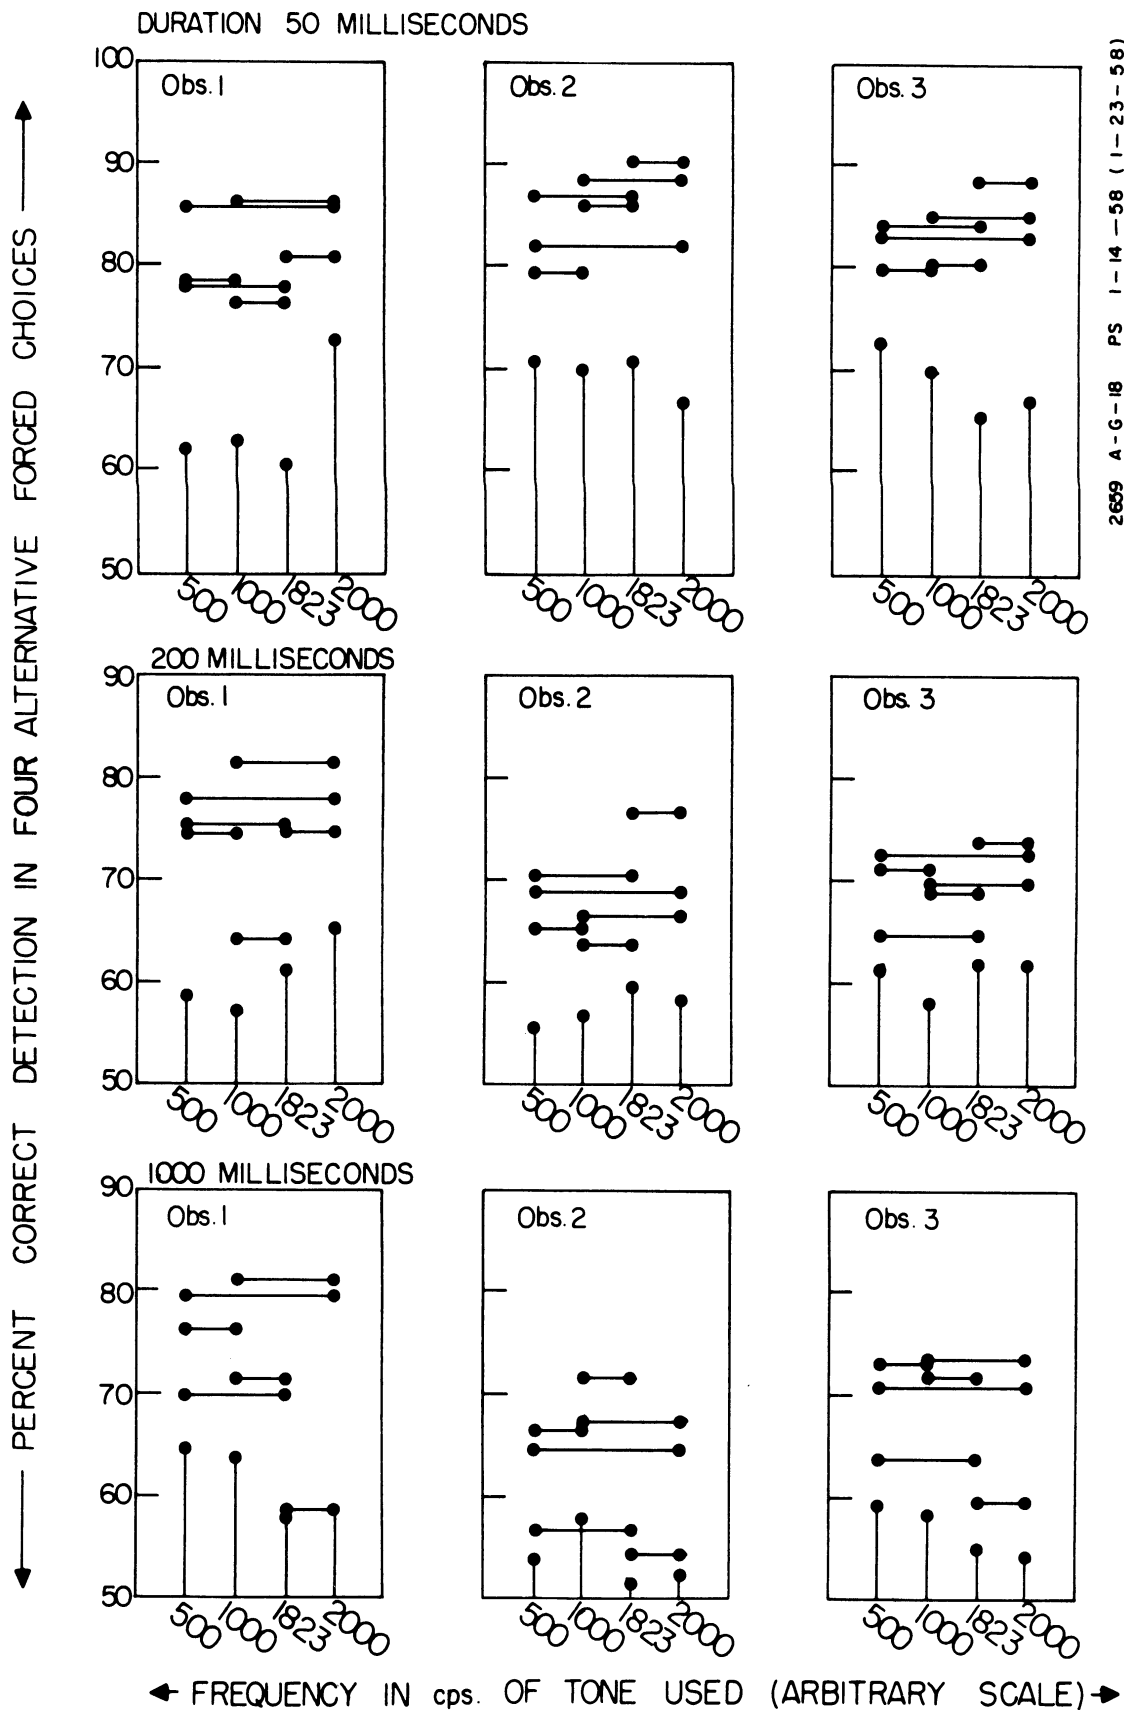 DURATION 50 MILLISECONDS
100
90
80
70
60
50
Obs. 1
Obs. 2
Obs. 3
500 1000 1823 2000
500 1000 1823 2000
500 1000 1823 2000
200 MILLISECONDS
90
80
70
60
50
Obs. 1
Obs. 2
Obs. 3
500 1000 1823 2000
500 1000 1823 2000
500 1000 1823 2000
1000 MILLISECONDS
90
80
70
60
50
Obs. 1
Obs. 2
Obs. 3
500 1000 1823 2000
500 1000 1823 2000
500 1000 1823 2000
FREQUENCY IN cps. OF TONE USED (ARBITRARY SCALE)
PERCENT CORRECT DETECTION IN FOUR ALTERNATIVE FORCED CHOICES
2659 A-G-18 PS 1-14-58 (1-23-58)